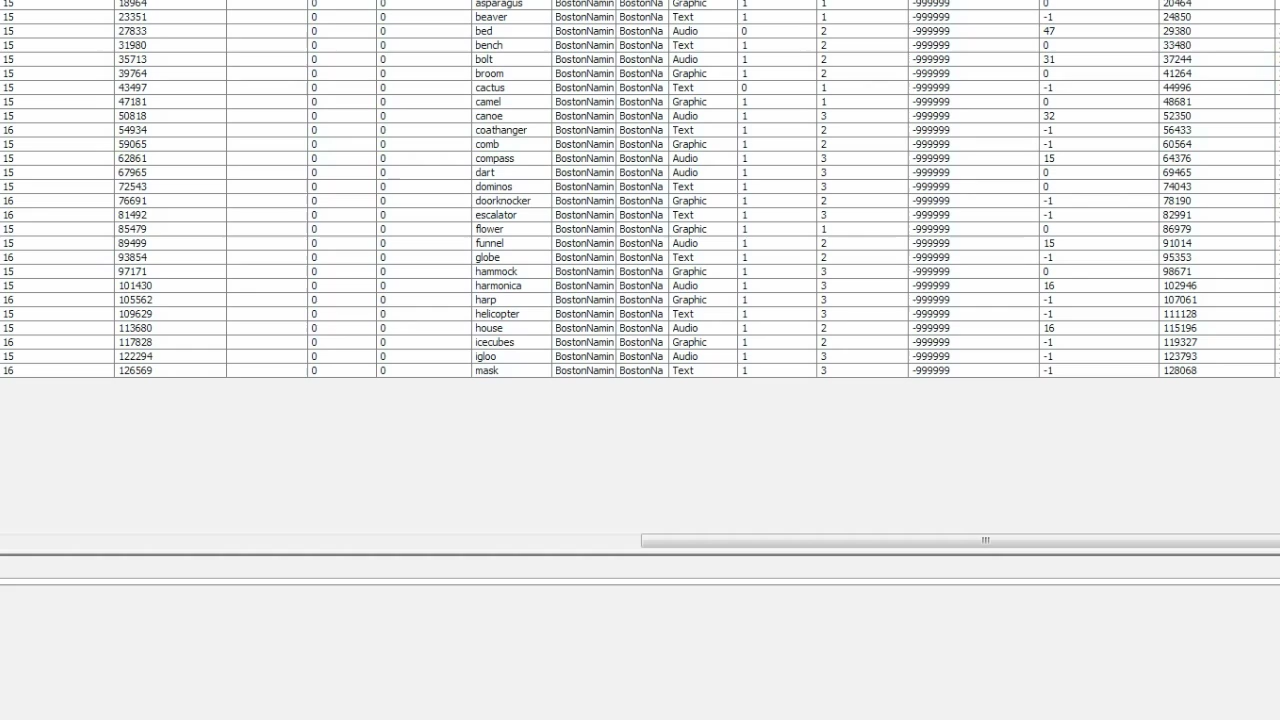 15 18964 0 0 asparagus BostonNamin BostonNa Graphic 1 1 -999999 0 20464
15 23351 0 0 beaver BostonNamin BostonNa Text 1 1 -999999 -1 24850
15 27833 0 0 bed BostonNamin BostonNa Audio 0 2 -999999 47 29380
15 31980 0 0 bench BostonNamin BostonNa Text 1 2 -999999 0 33480
15 35713 0 0 bolt BostonNamin BostonNa Audio 1 2 -999999 31 37244
15 39764 0 0 broom BostonNamin BostonNa Graphic 1 2 -999999 0 41264
15 43497 0 0 cactus BostonNamin BostonNa Text 0 1 -999999 -1 44996
15 47181 0 0 camel BostonNamin BostonNa Graphic 1 1 -999999 0 48681
15 50818 0 0 canoe BostonNamin BostonNa Audio 1 3 -999999 32 52350
16 54934 0 0 coathanger BostonNamin BostonNa Text 1 2 -999999 -1 56433
15 59065 0 0 comb BostonNamin BostonNa Graphic 1 2 -999999 -1 60564
15 62861 0 0 compass BostonNamin BostonNa Audio 1 3 -999999 15 64376
15 67965 0 0 dart BostonNamin BostonNa Audio 1 3 -999999 0 69465
15 72543 0 0 dominos BostonNamin BostonNa Text 1 3 -999999 0 74043
16 76691 0 0 doorknocker BostonNamin BostonNa Graphic 1 2 -999999 -1 78190
16 81492 0 0 escalator BostonNamin BostonNa Text 1 3 -999999 -1 82991
15 85479 0 0 flower BostonNamin BostonNa Graphic 1 1 -999999 0 86979
15 89499 0 0 funnel BostonNamin BostonNa Audio 1 2 -999999 15 91014
16 93854 0 0 globe BostonNamin BostonNa Text 1 2 -999999 -1 95353
15 97171 0 0 hammock BostonNamin BostonNa Graphic 1 3 -999999 0 98671
15 101430 0 0 harmonica BostonNamin BostonNa Audio 1 3 -999999 16 102946
16 105562 0 0 harp BostonNamin BostonNa Graphic 1 3 -999999 -1 107061
15 109629 0 0 helicopter BostonNamin BostonNa Text 1 3 -999999 -1 111128
15 113680 0 0 house BostonNamin BostonNa Audio 1 2 -999999 16 115196
16 117828 0 0 icecubes BostonNamin BostonNa Graphic 1 2 -999999 -1 119327
15 122294 0 0 igloo BostonNamin BostonNa Audio 1 3 -999999 -1 123793
16 126569 0 0 mask BostonNamin BostonNa Text 1 3 -999999 -1 128068